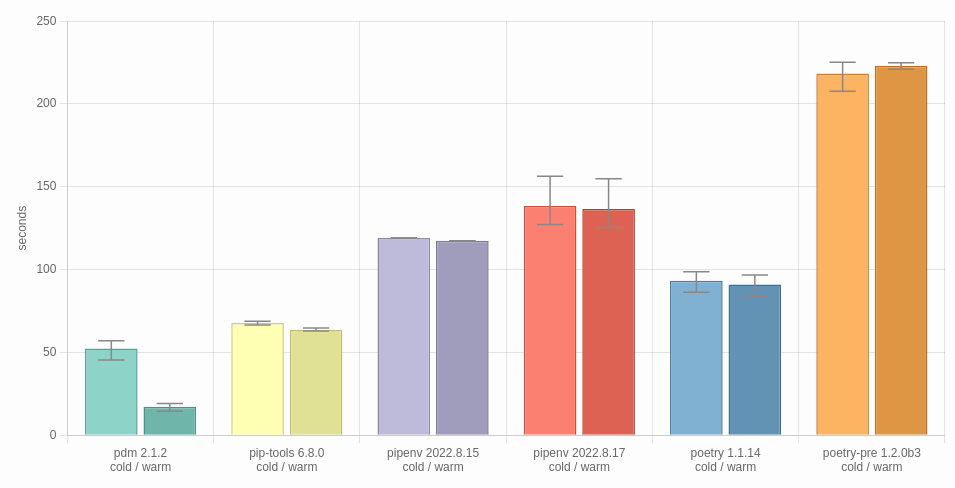 250
200
150
100
50
0
seconds
pdm 2.1.2
cold / warm
pip-tools 6.8.0
cold / warm
pipenv 2022.8.15
cold / warm
pipenv 2022.8.17
cold / warm
poetry 1.1.14
cold / warm
poetry-pre 1.2.0b3
cold / warm